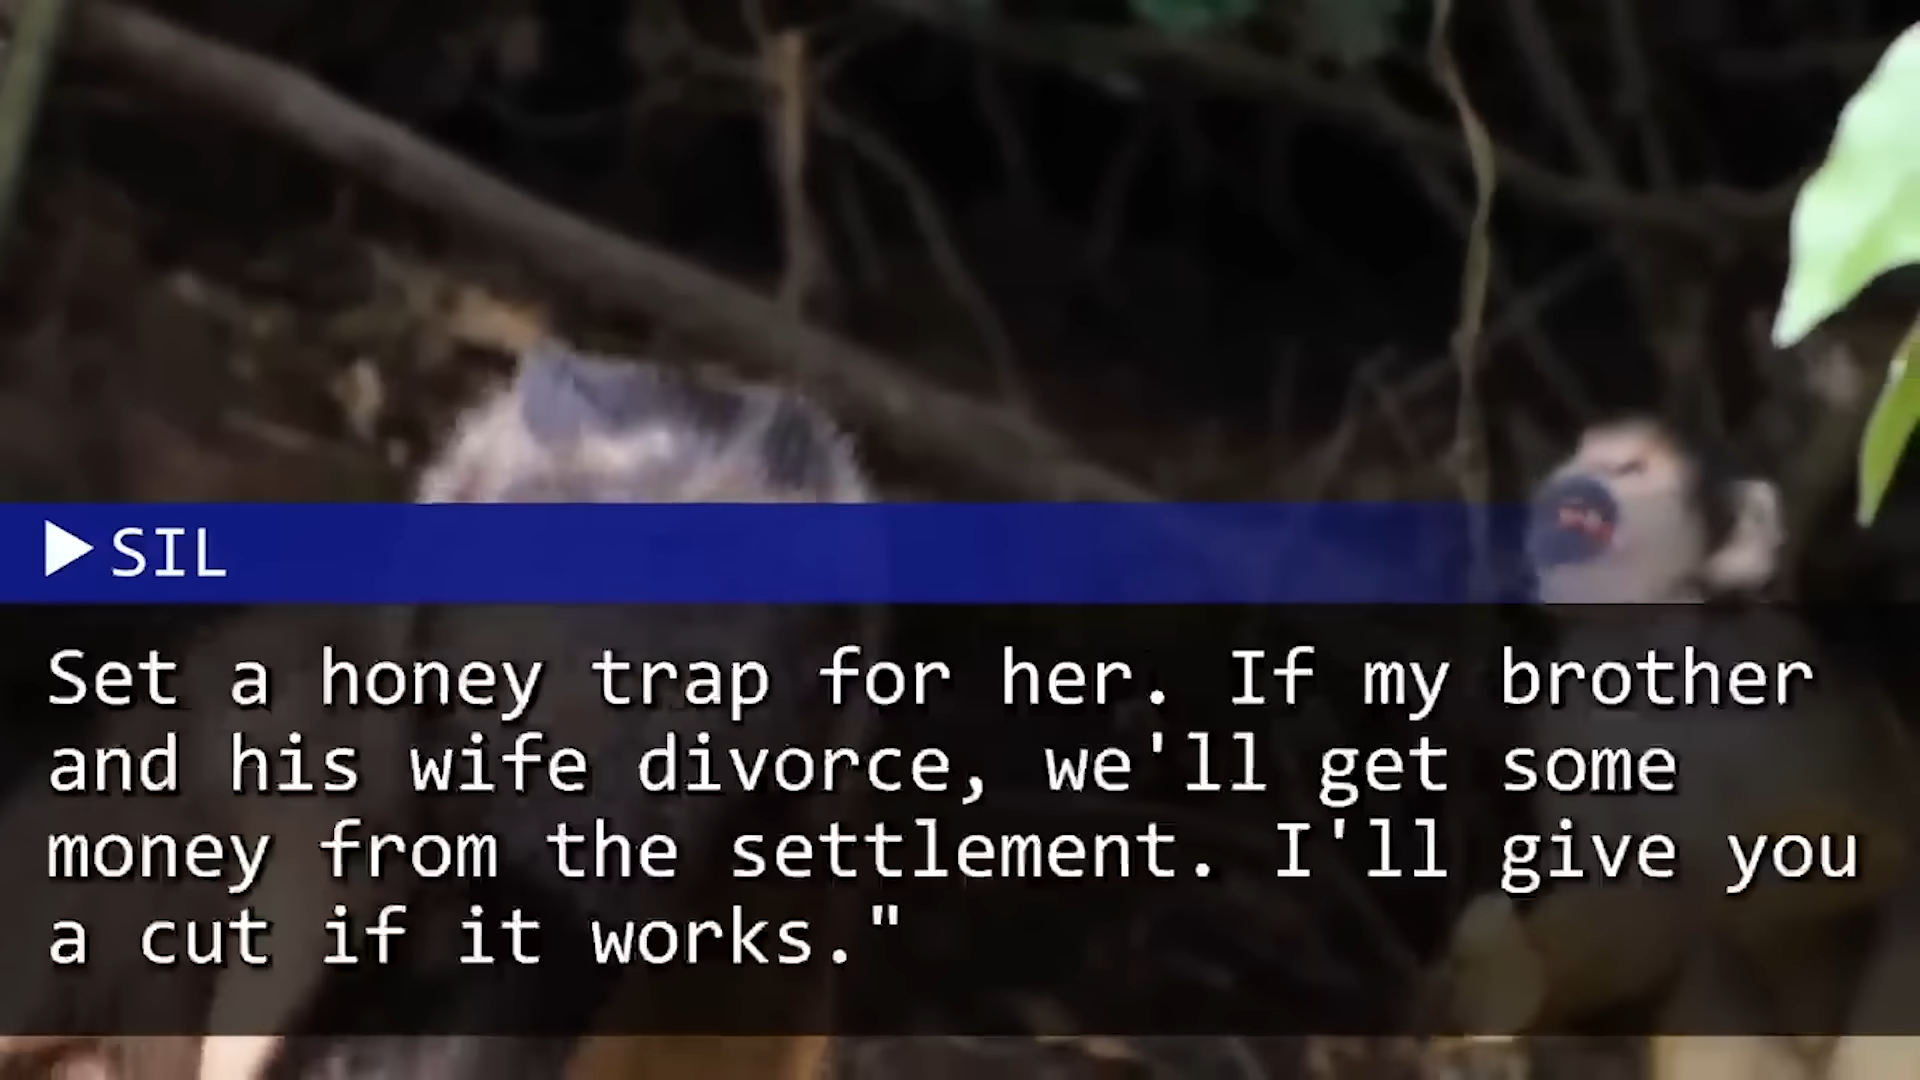 ▶SIL
Set a honey trap for her. If my brother
and his wife divorce, we'll get some
money from the settlement. I'll give you
a cut if it works."